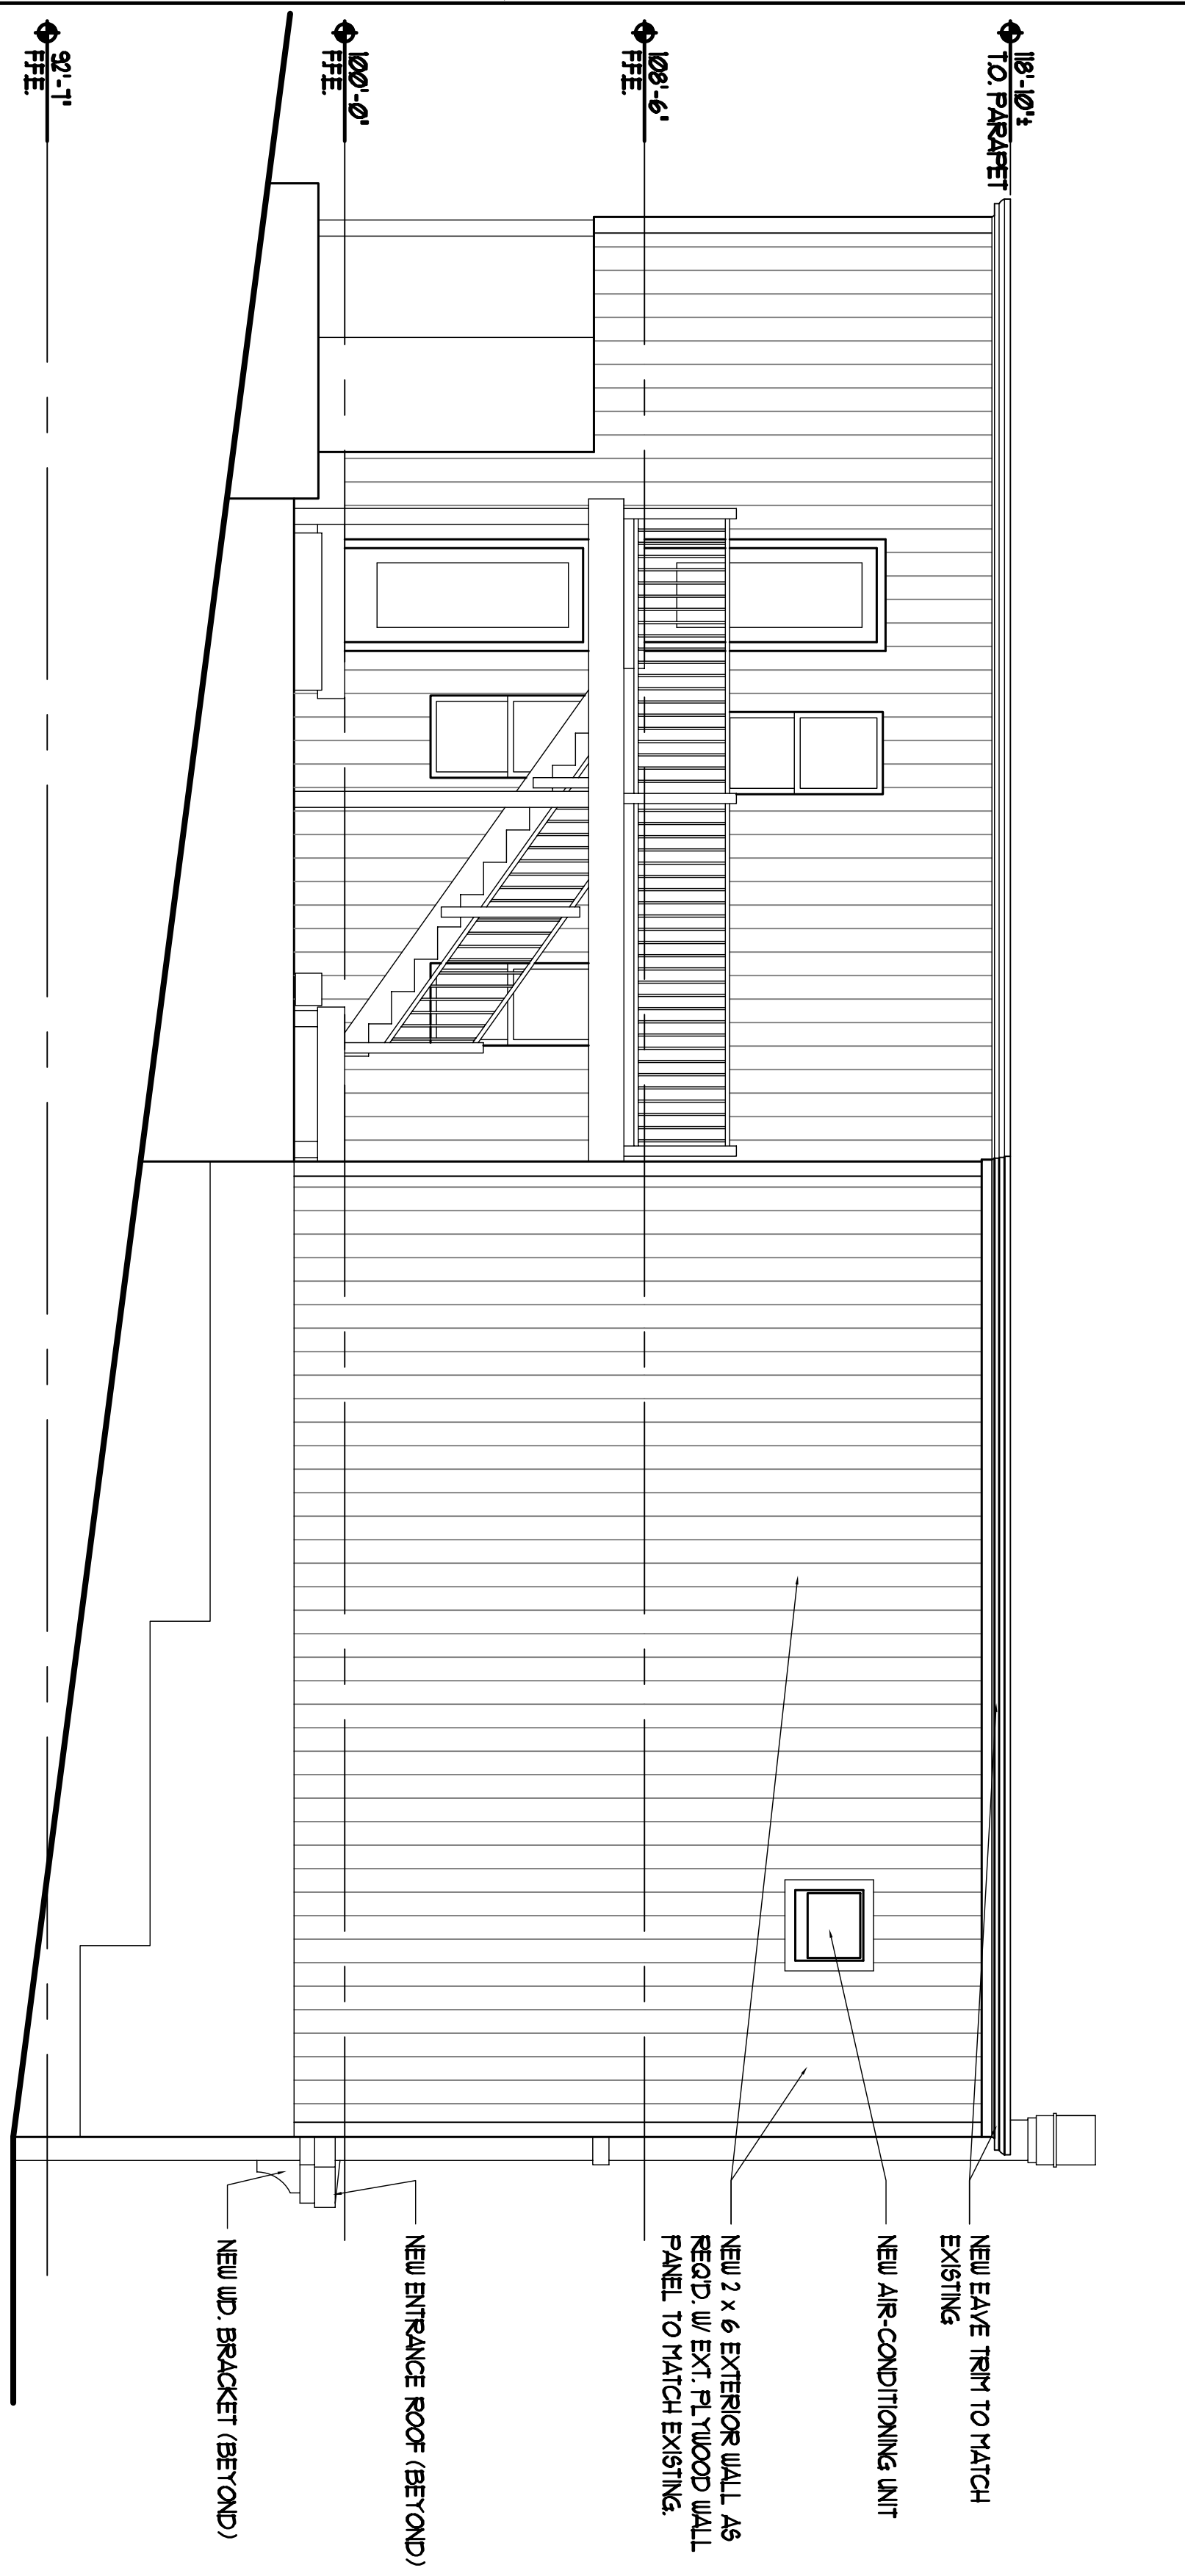 118'-10"±
T.O. PARAPET
108'-6"
F.F.E.
100'-0"
F.F.E.
92'-7"
F.F.E.
NEW EAVE TRIM TO MATCH
EXISTING
NEW AIR-CONDITIONING UNIT
NEW 2 x 6 EXTERIOR WALL AS
REQ'D. W/ EXT. PLYWOOD WALL
PANEL TO MATCH EXISTING.
NEW ENTRANCE ROOF (BEYOND)
NEW WD. BRACKET (BEYOND)